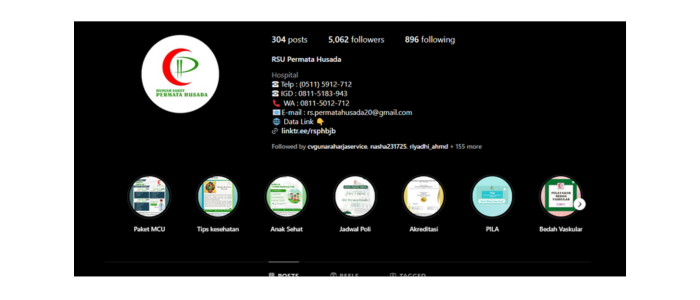 304 posts 5,062 followers 896 following
RSU Permata Husada
Hospital
Telp : (0511) 5912-712
IGD : 0811-5183-943
WA : 0811-5012-712
E-mail : rs.permatahusada20@gmail.com
Data Link
linktr.ee/rsphbjb
Followed by cvgunaraharjaservice, nasha231725, riyadhi_ahmd + 155 more
RUMAH SAKIT
PERMATA HUSADA
Paket MCU Tips kesehatan Anak Sehat Jadwal Poli Akreditasi PILA Bedah Vaskular
POSTS REELS TAGGED